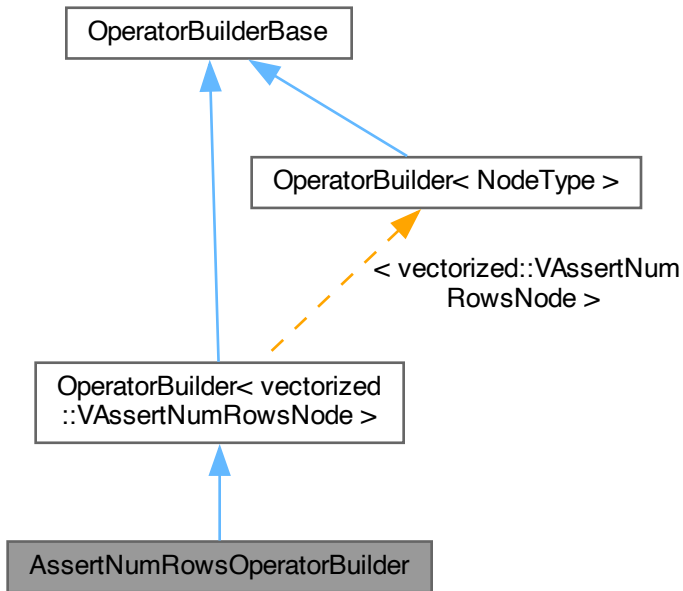 OperatorBuilderBase
OperatorBuilder< NodeType >
< vectorized::VAssertNum
RowsNode >
OperatorBuilder< vectorized
::VAssertNumRowsNode >
AssertNumRowsOperatorBuilder